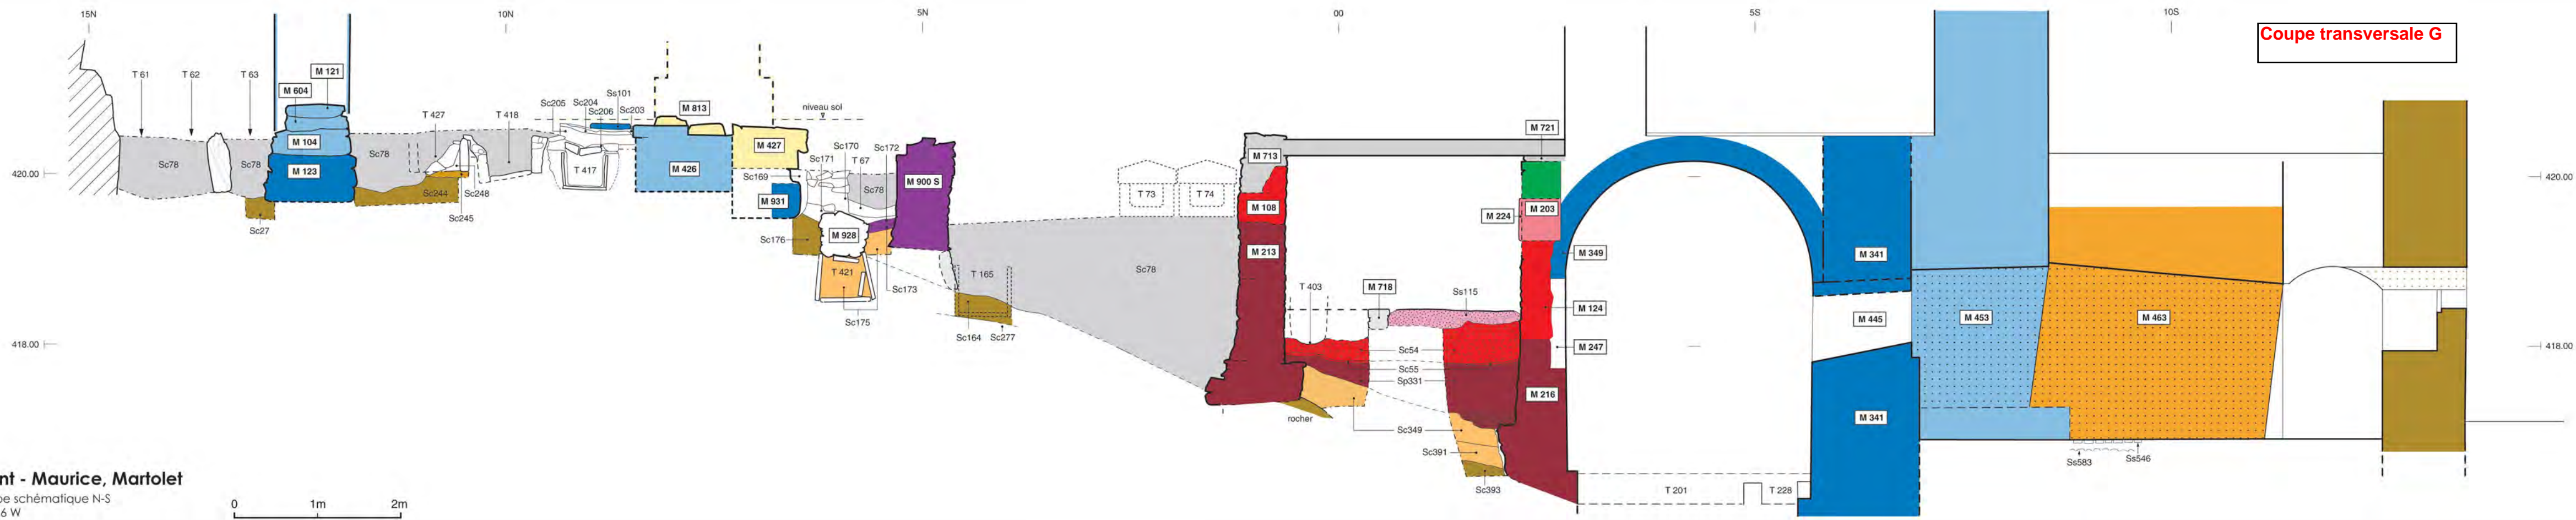 15N 10N 5N 00 5S 10S
Coupe transversale G
T 61 T 62 T 63 M 604 M 121
T 427 T 418 Sc205 Sc204 Sc206 Ss101 Sc203 M 813 niveau sol
M 721
Sc78 Sc78 M 104 Sc78 M 427 Sc171 Sc170 T 67 Sc172 M 713
420.00 M 123 T 417 M 426 Sc169 M 900 S 420.00
Sc244 Sc248 Sc78 T 73 T 74
Sc245 M 931 M 108 M 224 M 203
Sc27 Sc176 M 928 M 213 M 349 M 341
T 421 T 165 Sc78
Sc173 T 403 M 718 Ss115
Sc175 M 124 M 445 M 453 M 463
Sc164 Sc277
418.00 Sc54 M 247 418.00
Sc55
Sp331
M 216
rocher M 341
Sc349
Sc391
Ss583 Ss546
Sc393 T 201 T 228
nt - Maurice, Martolet
pe schématique N-S
6 W
0 1m 2m